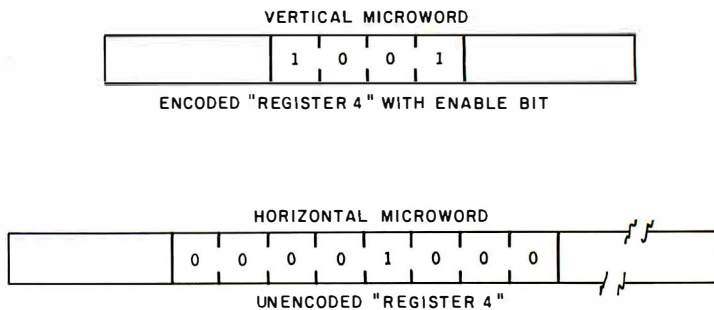 VERTICAL MICROWORD
1 0 0 1
ENCODED "REGISTER 4" WITH ENABLE BIT
HORIZONTAL MICROWORD
0 0 0 0 1 0 0 0
UNENCODED "REGISTER 4"